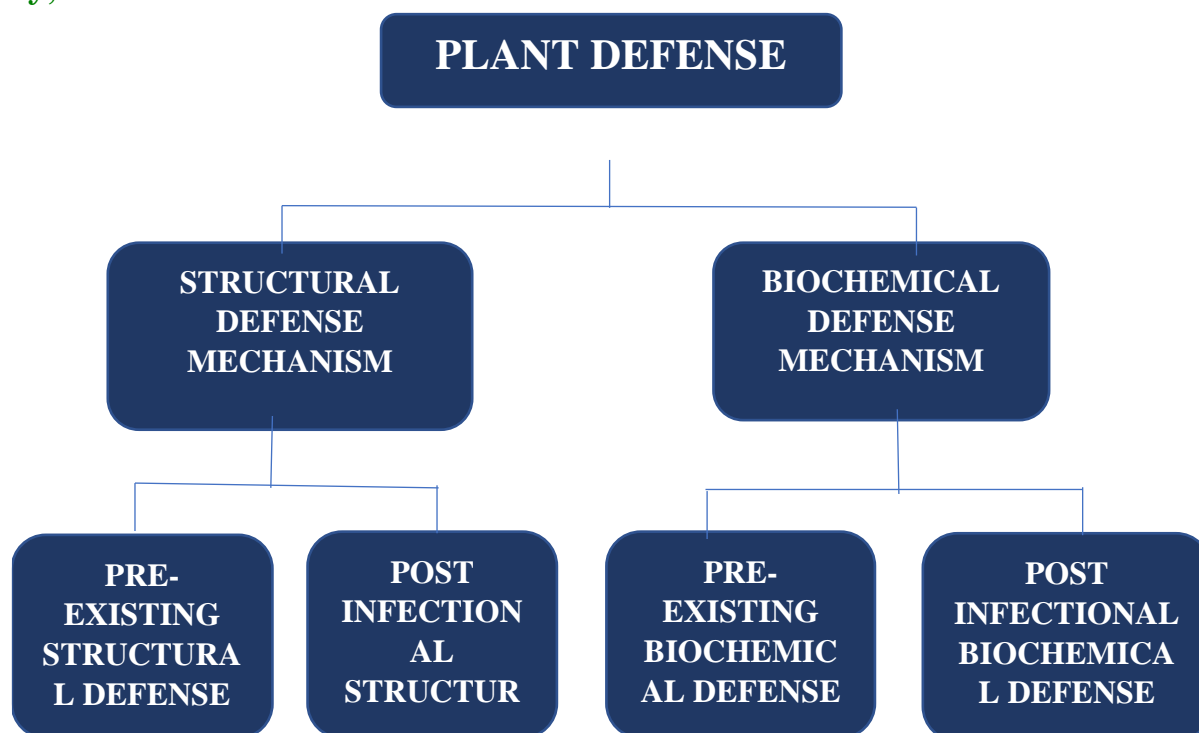 y,
PLANT DEFENSE
STRUCTURAL
DEFENSE
MECHANISM
BIOCHEMICAL
DEFENSE
MECHANISM
PRE-
EXISTING
STRUCTURA
L DEFENSE
POST
INFECTION
AL
STRUCTUR
PRE-
EXISTING
BIOCHEMIC
AL DEFENSE
POST
INFECTIONAL
BIOCHEMICA
L DEFENSE